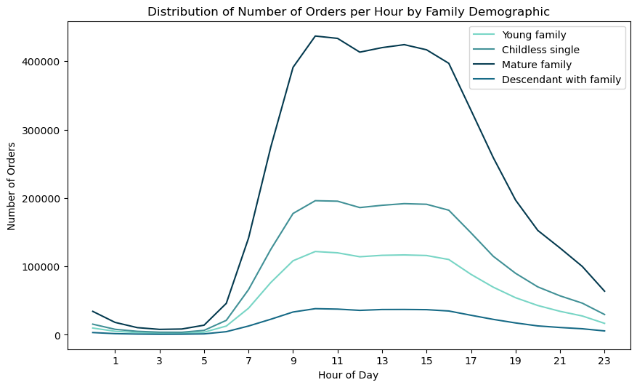 Distribution of Number of Orders per Hour by Family Demographic
Young family
Childless single
Mature family
Descendant with family
400000
300000
200000
100000
0
Number of Orders
1 3 5 7 9 11 13 15 17 19 21 23
Hour of Day